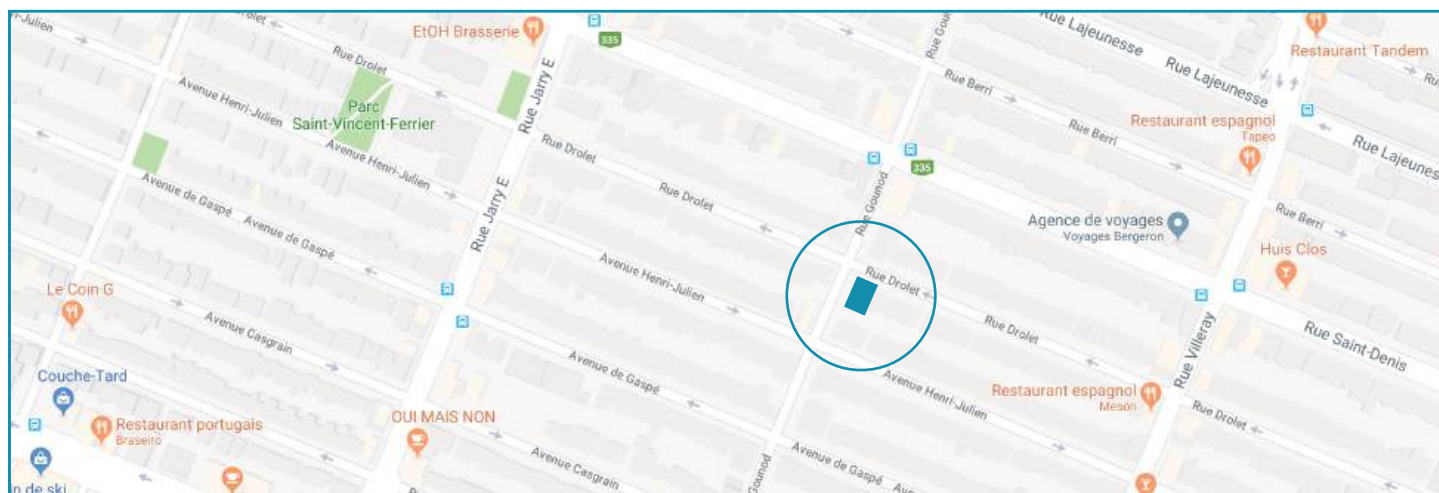 -Julien
Rue Drolet
EtOH Brasserie
335
Rue Jarry E
Avenue Henri-Julien
Parc
Saint-Vincent-Ferrier
Avenue Henri-Julien
Rue Drolet
Rue Drolet
Rue Lajeunesse
Rue Lajeunesse
Restaurant Tandem
Rue Berri
Rue Berri
Restaurant espagnol
Tapeo
Rue Lajeunesse
335
Rue Gounod
Avenue de Gaspé
Avenue de Gaspé
Rue Jarry E
Avenue Henri-Julien
Rue Drolet
Agence de voyages
Voyages Bergeron
Rue Berri
Huis Clos
Le Coin G
Avenue Casgrain
Avenue de Gaspé
Rue Drolet
Rue Villeray
Rue Saint-Denis
Couche-Tard
Restaurant portugais
Braseiro
OUI MAIS NON
Avenue Henri-Julien
Restaurant espagnol
Meson
Rue Drolet
Avenue Casgrain
Gounod
Avenue de Gaspé
in de ski